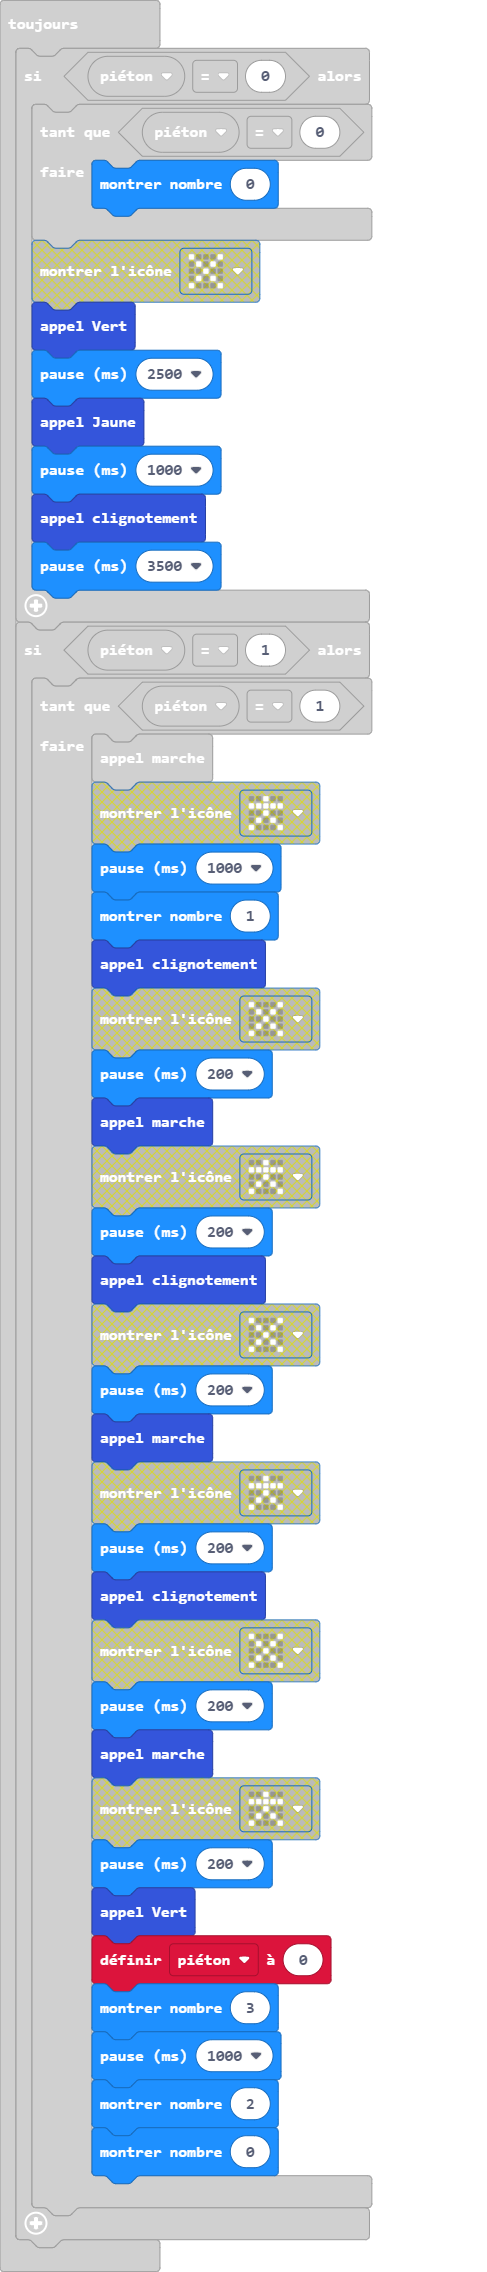 toujours
si piéton = 0 alors
tant que piéton = 0
faire montrer nombre 0
montrer l'icône
appel Vert
pause (ms) 2500
appel Jaune
pause (ms) 1000
appel clignotement
pause (ms) 3500
si piéton = 1 alors
tant que piéton = 1
faire appel marche
montrer l'icône
pause (ms) 1000
montrer nombre 1
appel clignotement
montrer l'icône
pause (ms) 200
appel marche
montrer l'icône
pause (ms) 200
appel clignotement
montrer l'icône
pause (ms) 200
appel marche
montrer l'icône
pause (ms) 200
appel clignotement
montrer l'icône
pause (ms) 200
appel marche
montrer l'icône
pause (ms) 200
appel Vert
définir piéton à 0
montrer nombre 3
pause (ms) 1000
montrer nombre 2
montrer nombre 0